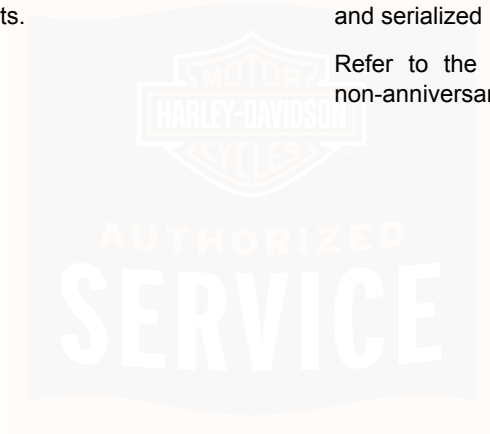 ts.
and serialized
Refer to the
non-anniversar
MOTOR
HARLEY-DAVIDSON
CYCLES
AUTHORIZED
SERVICE